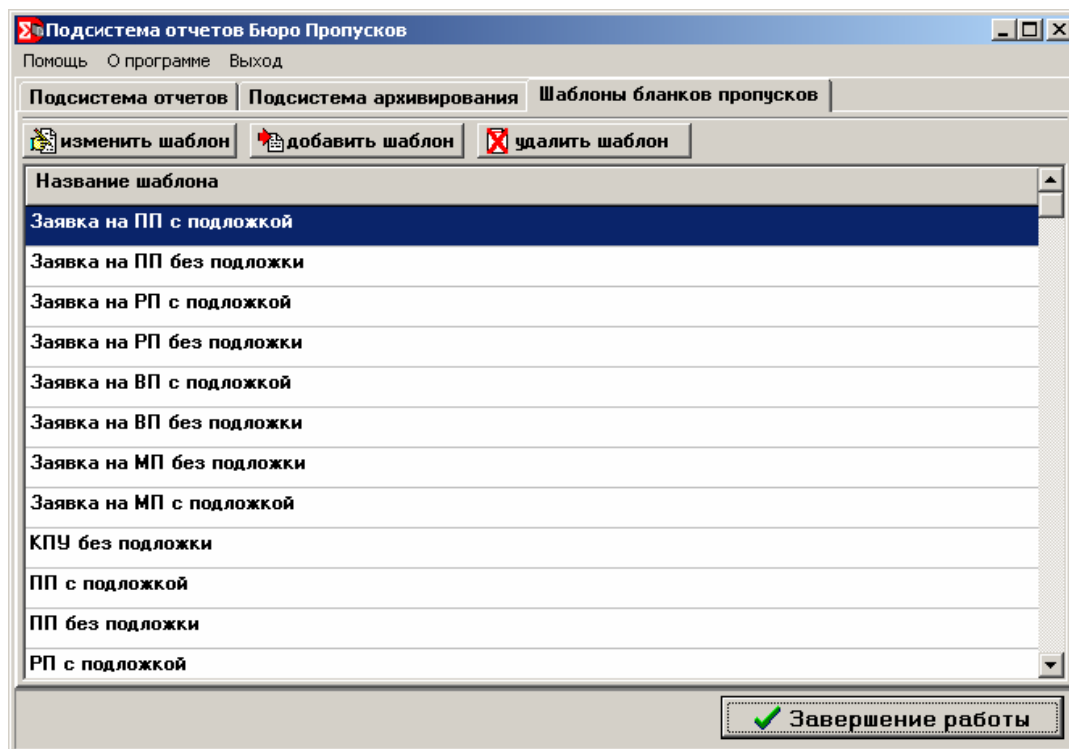 Подсистема отчетов Бюро Пропусков
Помощь О программе Выход
Подсистема отчетов Подсистема архивирования Шаблоны бланков пропусков
изменить шаблон добавить шаблон удалить шаблон
Название шаблона
Заявка на ПП с подложкой
Заявка на ПП без подложки
Заявка на РП с подложкой
Заявка на РП без подложки
Заявка на ВП с подложкой
Заявка на ВП без подложки
Заявка на МП без подложки
Заявка на МП с подложкой
КПУ без подложки
ПП с подложкой
ПП без подложки
РП с подложкой
Завершение работы